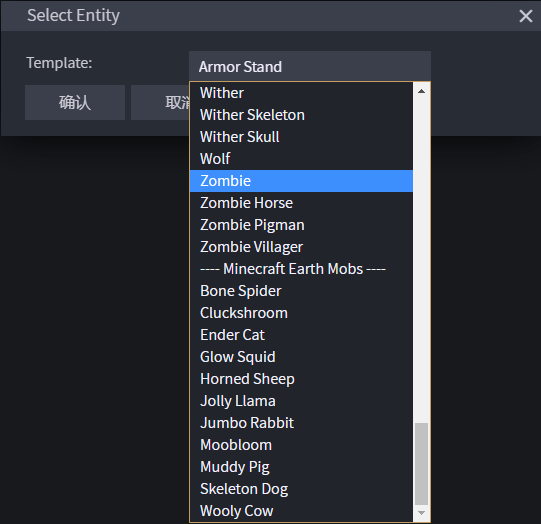 Select Entity
Template:
Armor Stand
确认
Wither
Wither Skeleton
Wither Skull
Wolf
Zombie
Zombie Horse
Zombie Pigman
Zombie Villager
---- Minecraft Earth Mobs ----
Bone Spider
Cluckshroom
Ender Cat
Glow Squid
Horned Sheep
Jolly Llama
Jumbo Rabbit
Moobloom
Muddy Pig
Skeleton Dog
Wooly Cow